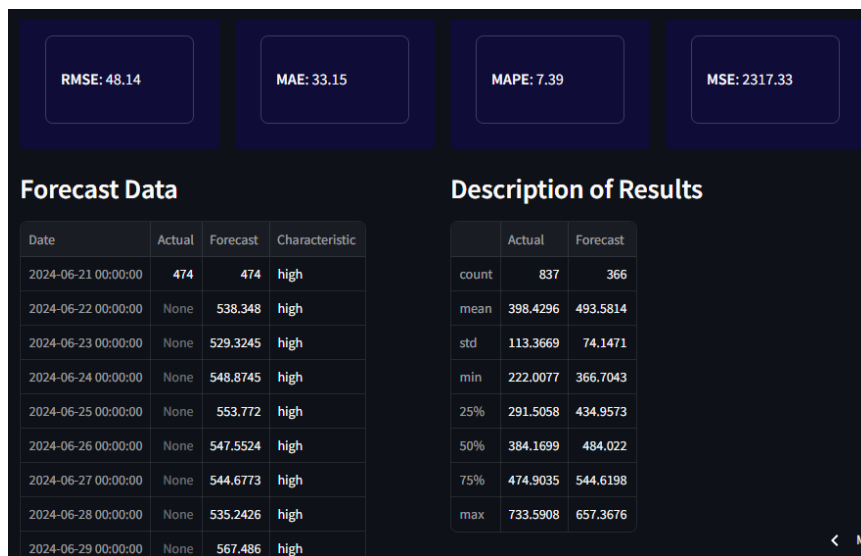 RMSE: 48.14 MAE: 33.15 MAPE: 7.39 MSE: 2317.33
Forecast Data
Date Actual Forecast Characteristic
2024-06-21 00:00:00 474 474 high
2024-06-22 00:00:00 None 538.348 high
2024-06-23 00:00:00 None 529.3245 high
2024-06-24 00:00:00 None 548.8745 high
2024-06-25 00:00:00 None 553.772 high
2024-06-26 00:00:00 None 547.5524 high
2024-06-27 00:00:00 None 544.6773 high
2024-06-28 00:00:00 None 535.2426 high
2024-06-29 00:00:00 None 567.486 high
Description of Results
Actual Forecast
count 837 366
mean 398.4296 493.5814
std 113.3669 74.1471
min 222.0077 366.7043
25% 291.5058 434.9573
50% 384.1699 484.022
75% 474.9035 544.6198
max 733.5908 657.3676